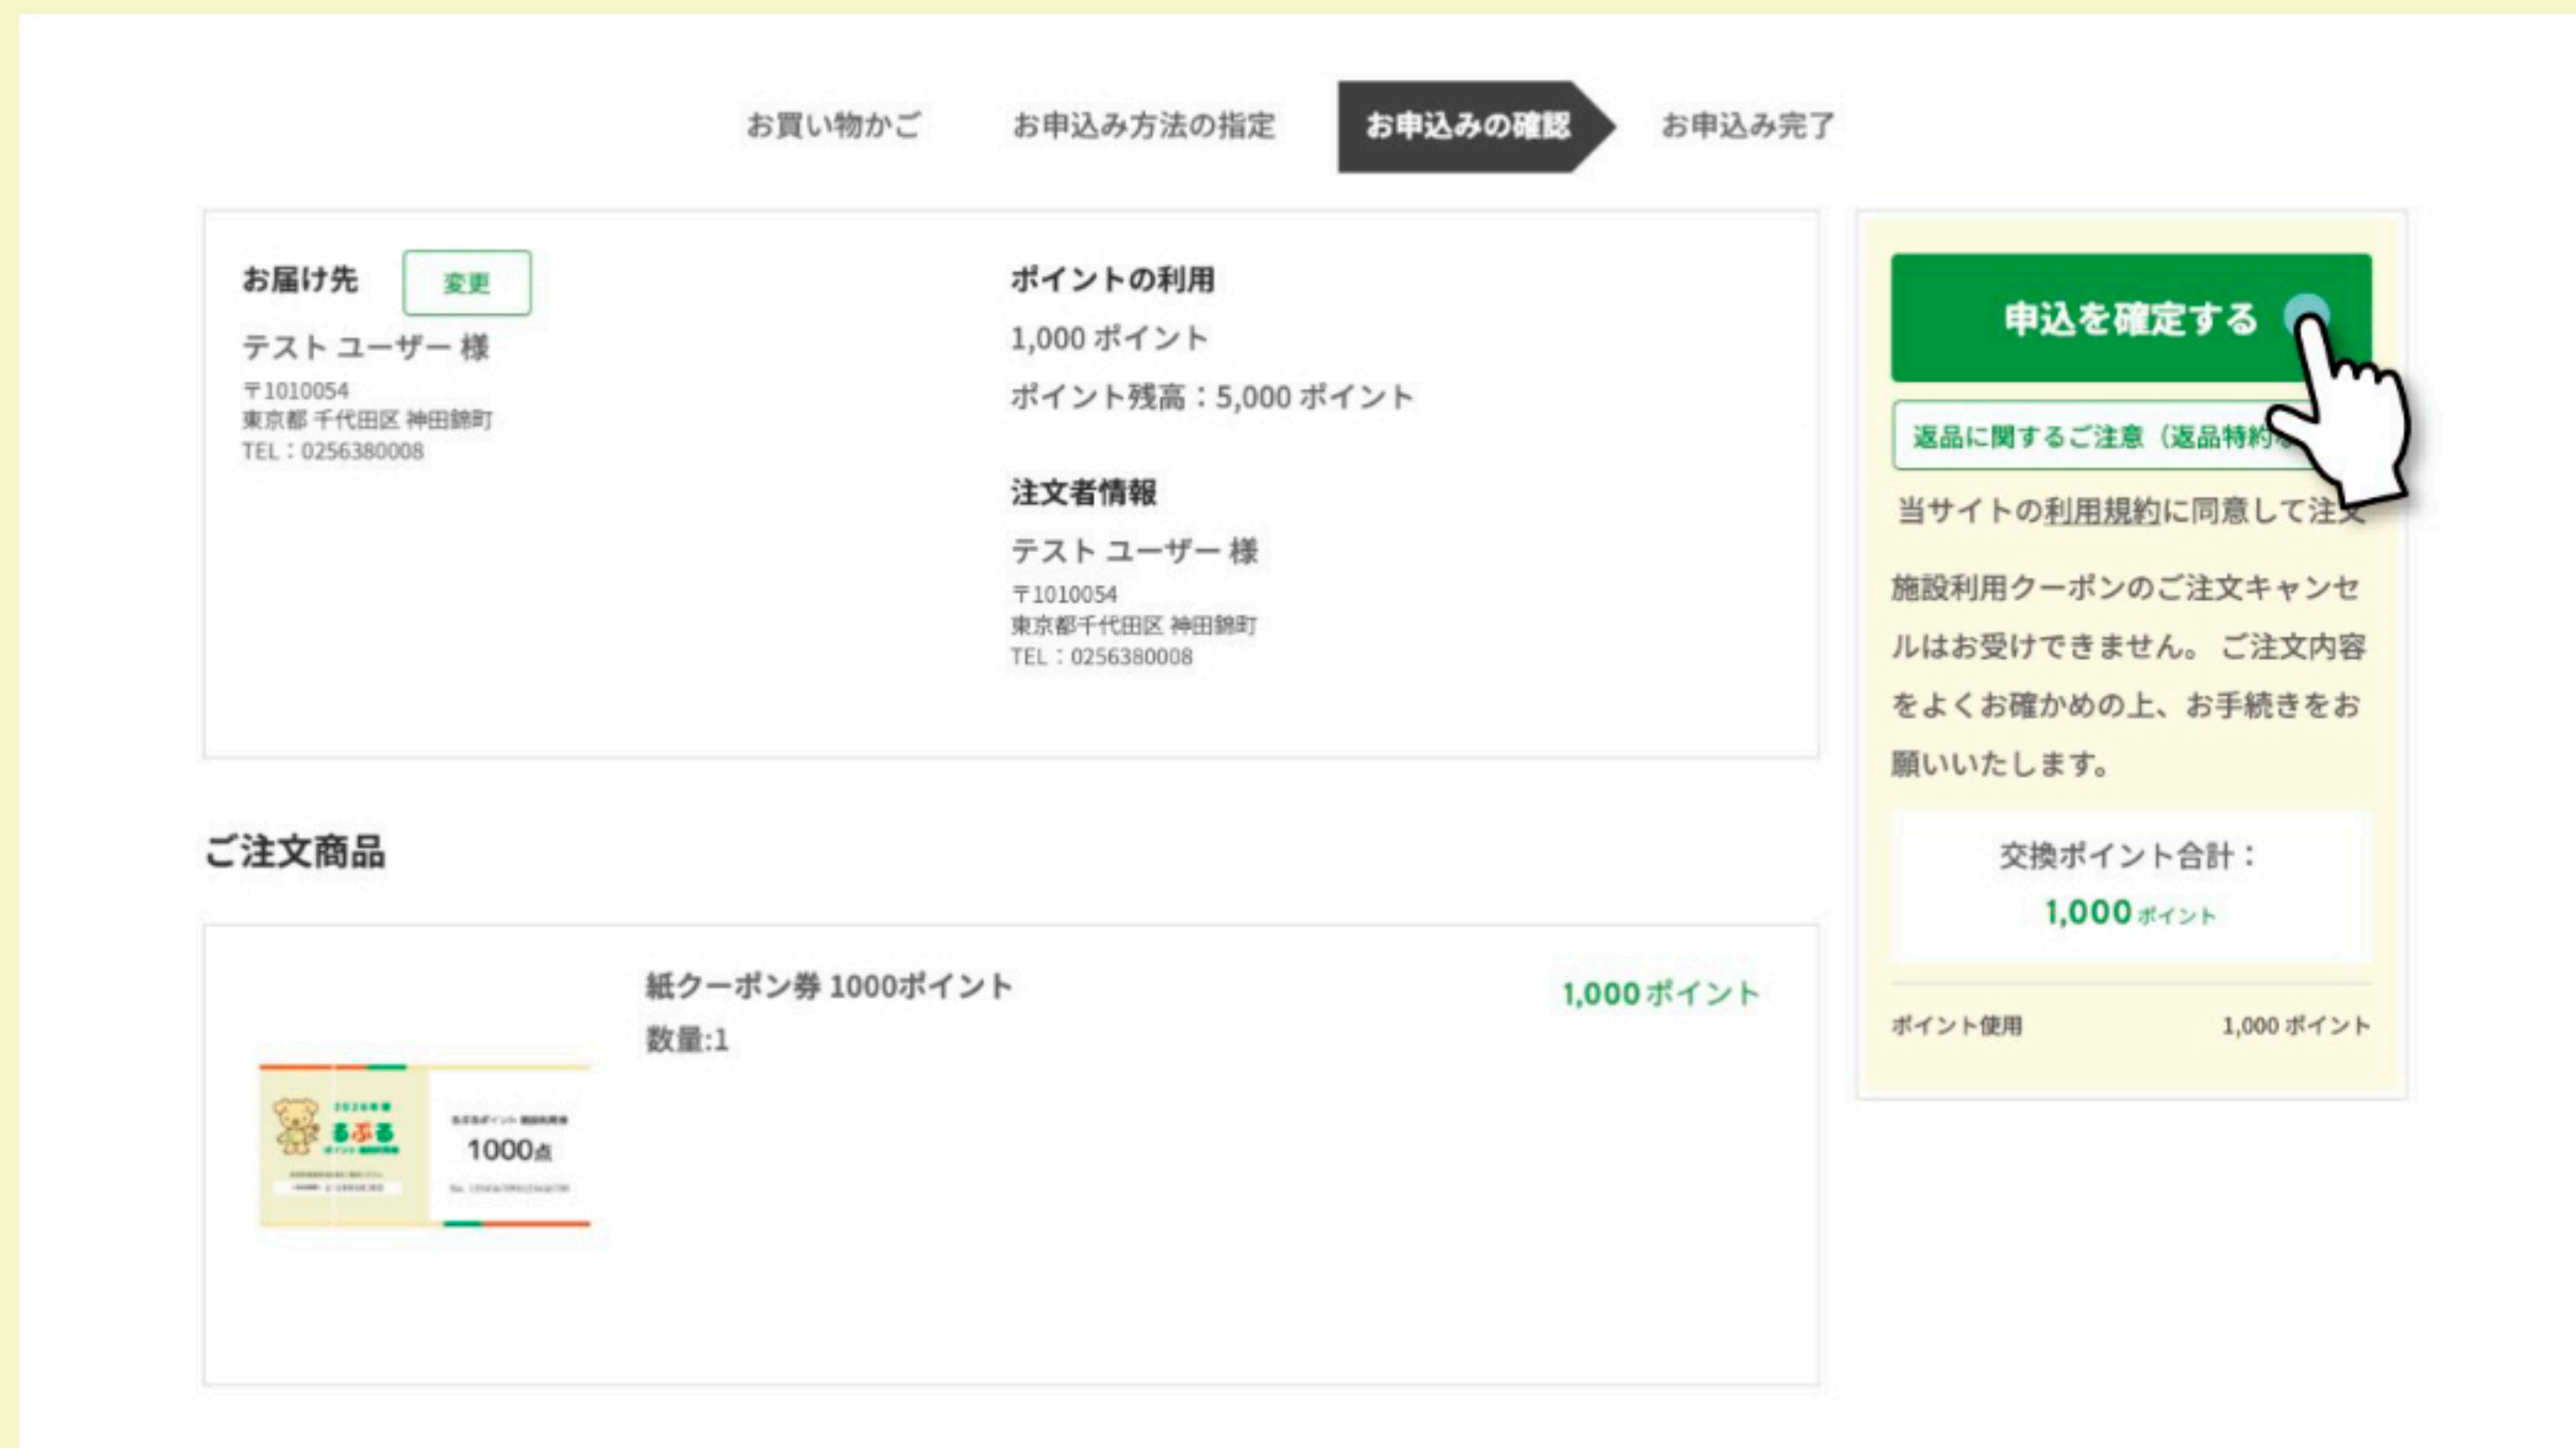 お買い物かご
お申込み方法の指定
お申込みの確認
お申込み完了
お届け先
変更
テスト ユーザー 様
〒1010054
東京都 千代田区 神田錦町
TEL：0256380008
ポイントの利用
1,000 ポイント
ポイント残高：5,000 ポイント
注文者情報
テスト ユーザー 様
〒1010054
東京都千代田区 神田錦町
TEL：0256380008
申込を確定する
返品に関するご注意（返品特約
当サイトの利用規約に同意して注文
施設利用クーポンのご注文キャンセ
ルはお受けできません。 ご注文内容
をよくお確かめの上、お手続きをお
願いいたします。
交換ポイント合計：
1,000 ポイント
ポイント使用
1,000 ポイント
ご注文商品
紙クーポン券 1000ポイント
数量:1
1,000 ポイント
るぷる
1000点